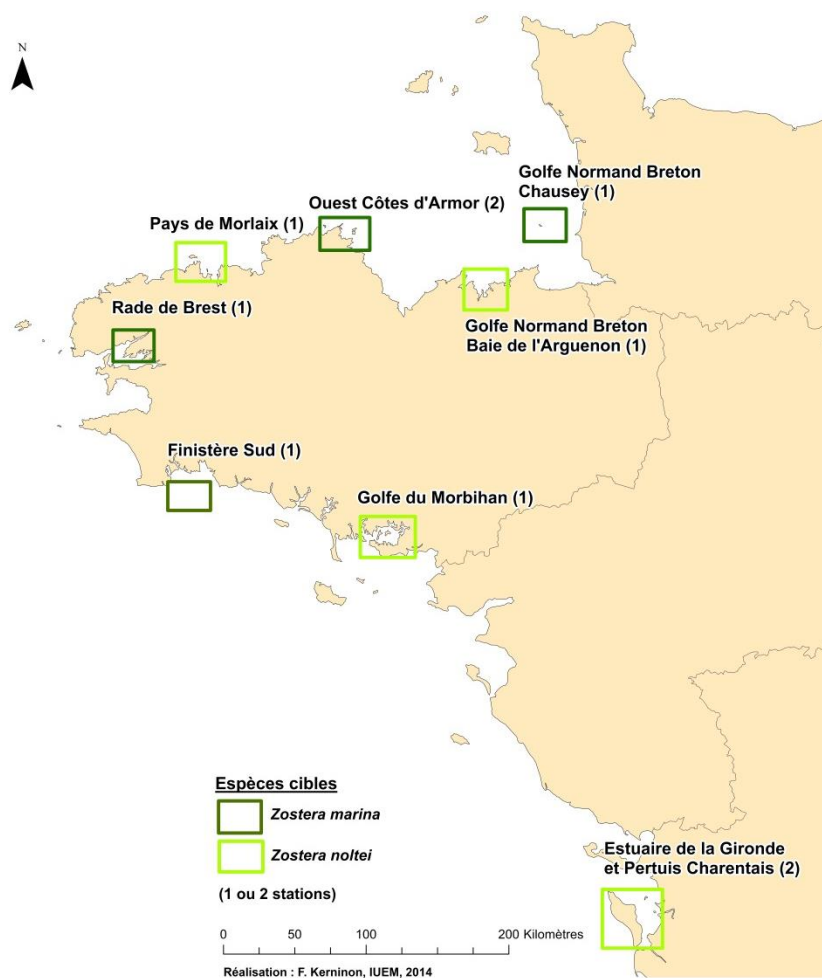 N
Golfe Normand Breton
Chausey (1)
Ouest Côtes d'Armor (2)
Pays de Morlaix (1)
Rade de Brest (1)
Golfe Normand Breton
Baie de l'Arguenon (1)
Finistère Sud (1)
Golfe du Morbihan (1)
Espèces cibles
Zostera marina
Zostera noltei
(1 ou 2 stations)
Estuaire de la Gironde
et Pertuis Charentais (2)
0 50 100 200 Kilomètres
Réalisation : F. Kerninon, IUEM, 2014